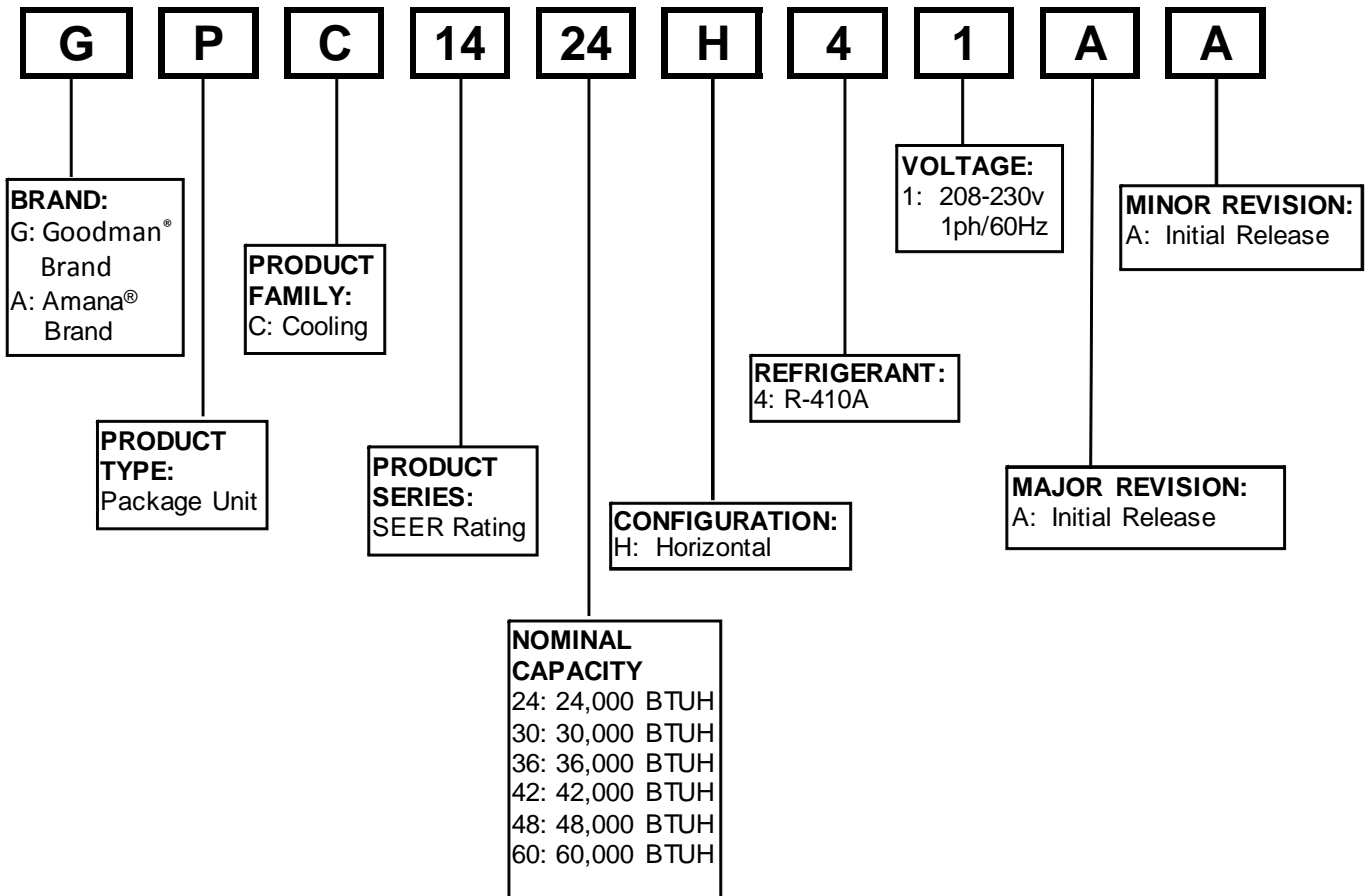 G P C 14 24 H 4 1 A A
BRAND:
G: Goodman®
Brand
A: Amana®
Brand
PRODUCT
TYPE:
Package Unit
PRODUCT
FAMILY:
C: Cooling
PRODUCT
SERIES:
SEER Rating
NOMINAL
CAPACITY
24: 24,000 BTUH
30: 30,000 BTUH
36: 36,000 BTUH
42: 42,000 BTUH
48: 48,000 BTUH
60: 60,000 BTUH
CONFIGURATION:
H: Horizontal
REFRIGERANT:
4: R-410A
VOLTAGE:
1: 208-230v
1ph/60Hz
MAJOR REVISION:
A: Initial Release
MINOR REVISION:
A: Initial Release